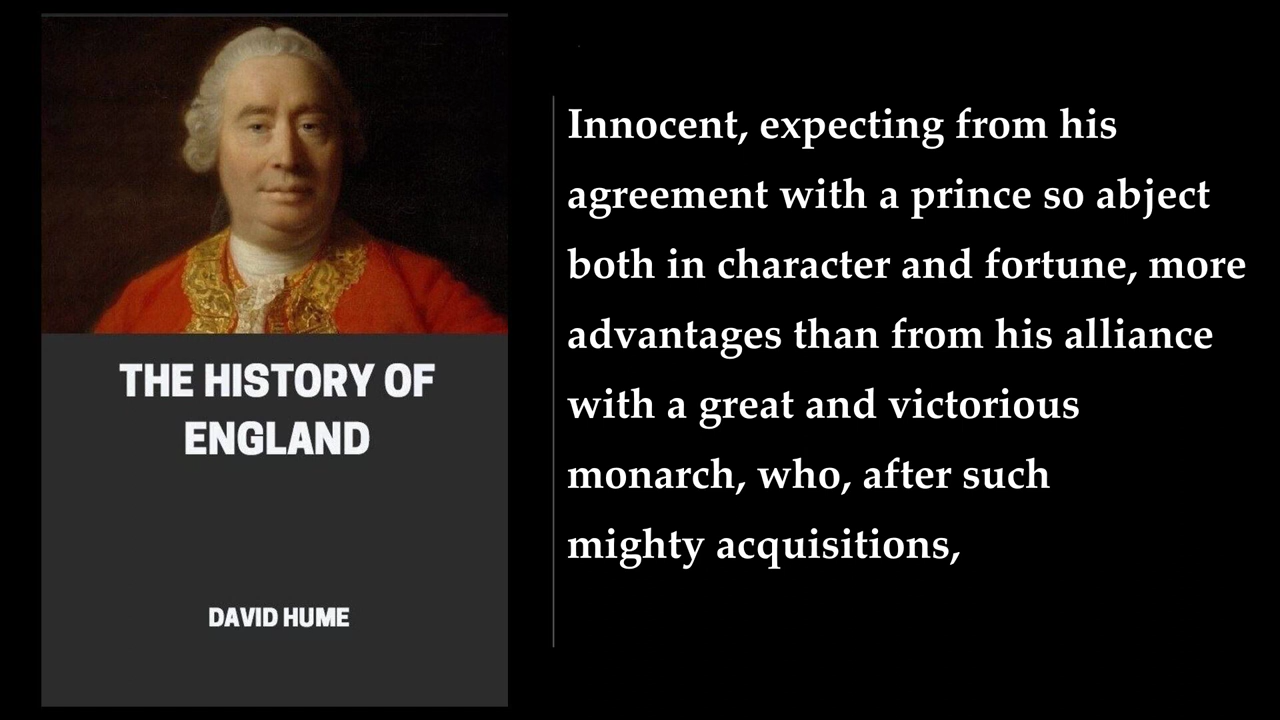 THE HISTORY OF
ENGLAND
DAVID HUME
Innocent, expecting from his
agreement with a prince so abject
both in character and fortune, more
advantages than from his alliance
with a great and victorious
monarch, who, after such
mighty acquisitions,